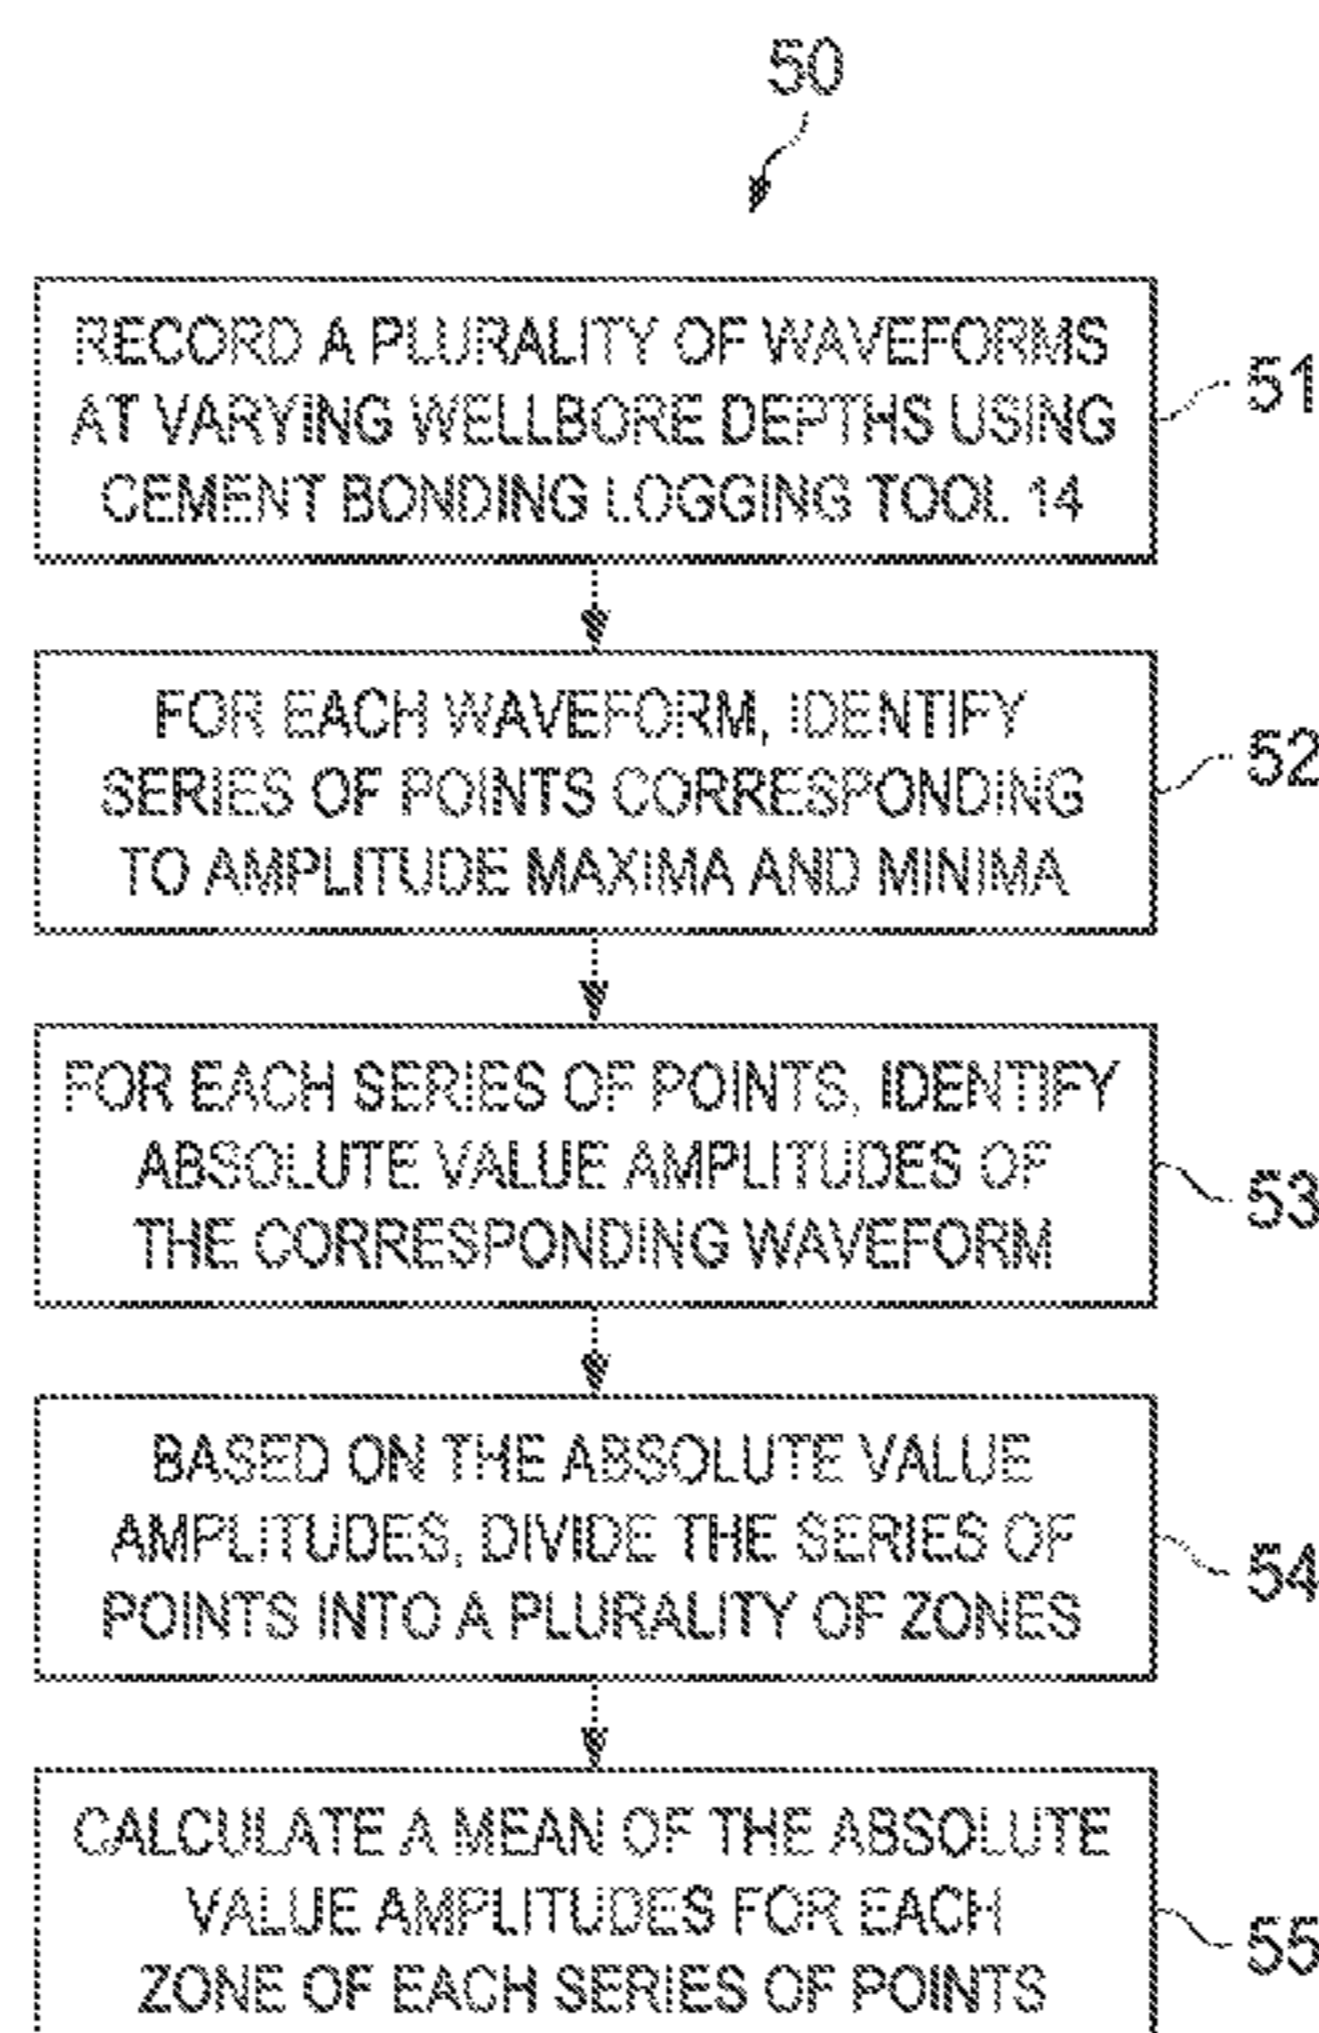 50
RECORD A PLURALITY OF WAVEFORMS
AT VARYING WELLBORE DEPTHS USING
CEMENT BONDING LOGGING TOOL 14
51
FOR EACH WAVEFORM, IDENTIFY
SERIES OF POINTS CORRESPONDING
TO AMPLITUDE MAXIMA AND MINIMA
52
FOR EACH SERIES OF POINTS, IDENTIFY
ABSOLUTE VALUE AMPLITUDES OF
THE CORRESPONDING WAVEFORM
53
BASED ON THE ABSOLUTE VALUE
AMPLITUDES, DIVIDE THE SERIES OF
POINTS INTO A PLURALITY OF ZONES
54
CALCULATE A MEAN OF THE ABSOLUTE
VALUE AMPLITUDES FOR EACH
ZONE OF EACH SERIES OF POINTS
55